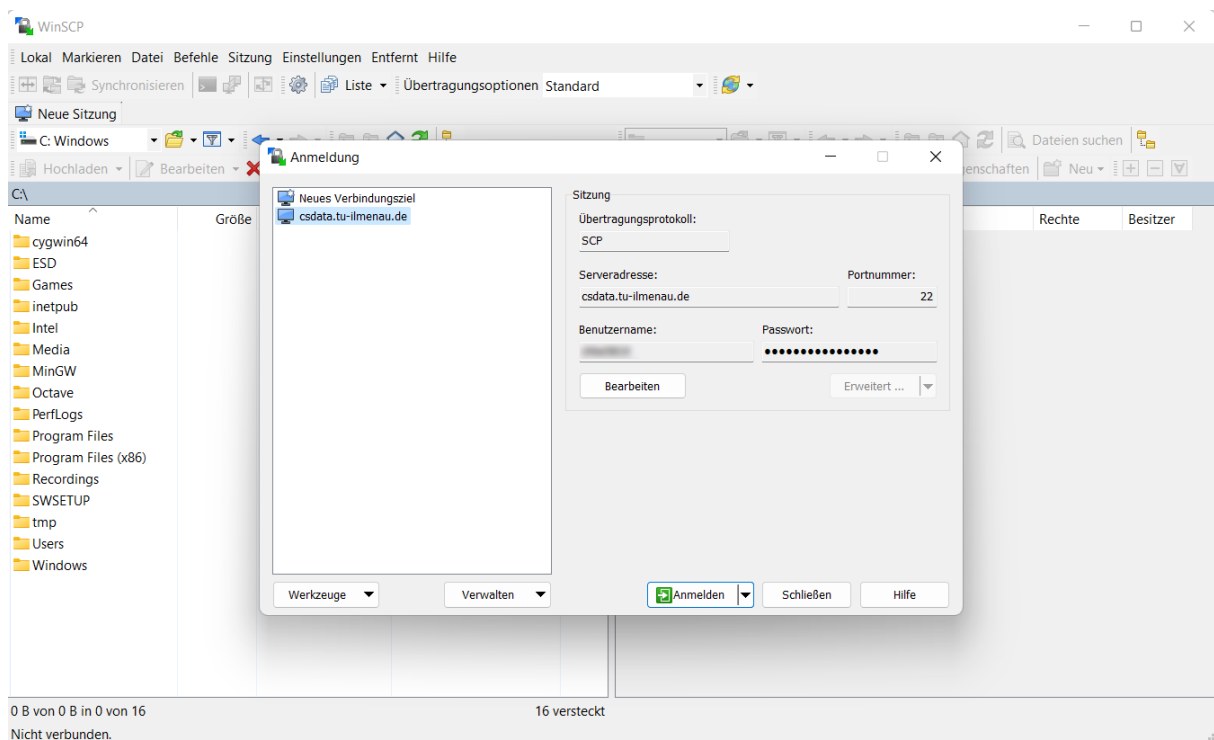 WinSCP
Lokal Markieren Datei Befehle Sitzung Einstellungen Entfernt Hilfe
Synchronisieren Liste Übertragungsoptionen Standard
Neue Sitzung
C: Windows Dateien suchen
Hochladen Bearbeiten enschaften Neu
C:\
Name Größe Rechte Besitzer
cygwin64
ESD
Games
inetpub
Intel
Media
MinGW
Octave
PerfLogs
Program Files
Program Files (x86)
Recordings
SWSETUP
tmp
Users
Windows
Anmeldung
Neues Verbindungsziel
csdata.tu-ilmenau.de
Sitzung
Übertragungsprotokoll:
SCP
Serveradresse: Portnummer:
csdata.tu-ilmenau.de 22
Benutzername: Passwort:
••••••••••••••••
Bearbeiten Erweitert ...
Werkzeuge Verwalten Anmelden Schließen Hilfe
0 B von 0 B in 0 von 16 16 versteckt
Nicht verbunden.